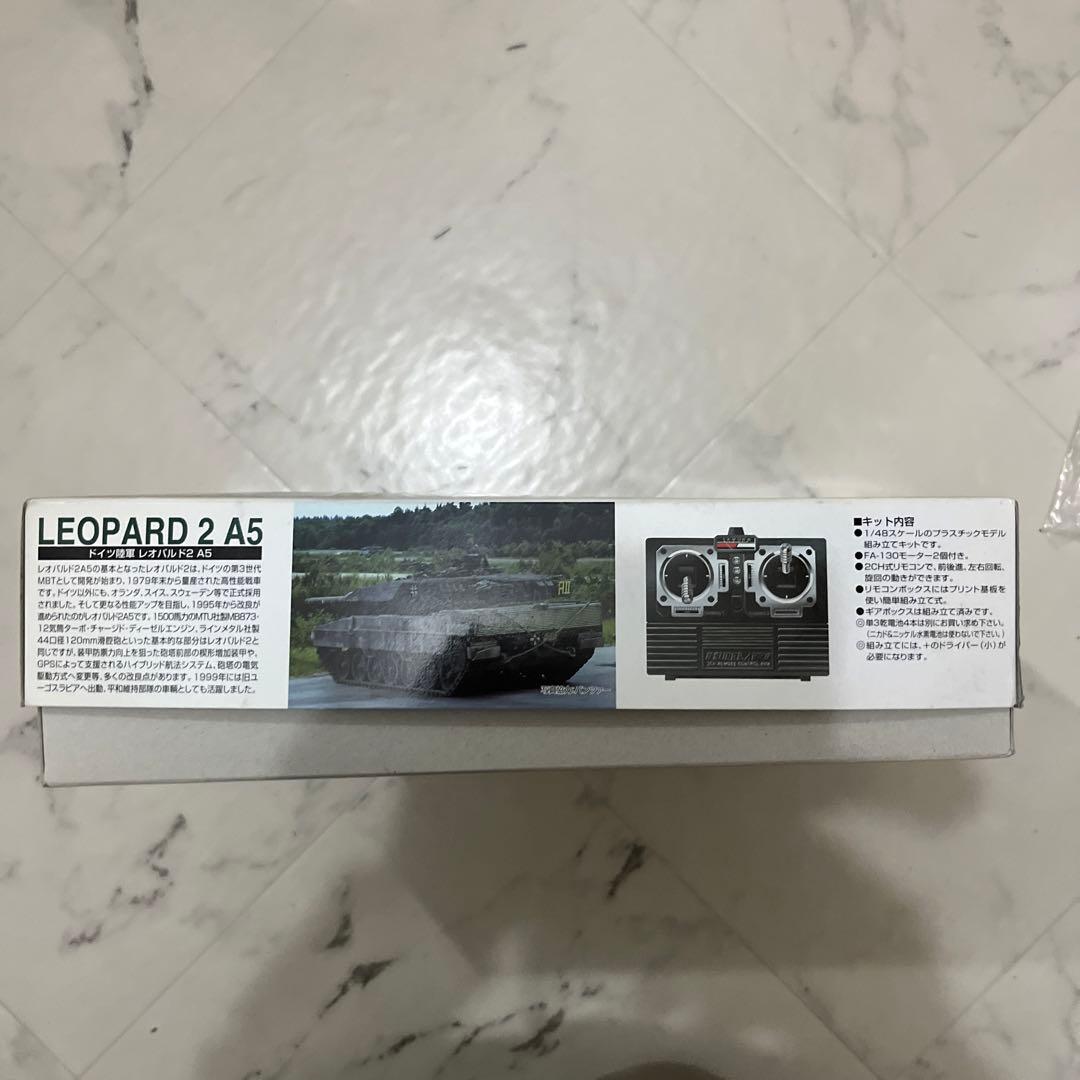 LEOPARD 2 A5
ドイツ陸軍 レオパルド2 A5
レオパルド2A5の基本となったレオパルド2は、ドイツの第3世代
MBTとして開発が始まり、1979年末から量産された高性能戦車
です。ドイツ以外にも、オランダ、スイス、スウェーデン等で正式採用
されました。そして更なる性能アップを目指し、1995年から改良が
進められたのがレオパルド2A5です。1500馬力のMTU社製MB873-
12気筒ターボ・チャージド・ディーゼルエンジン、ラインメタル社製
44口径120mm滑腔砲といった基本的な部分はレオパルド2と
同じですが、装甲防禦力向上を狙った砲塔前部の楔形増加装甲や、
GPSによって支援されるハイブリッド航法システム、砲塔の電気
駆動方式へ変更等、多くの改良点があります。1999年には旧ユ
ーゴスラビアへ出動、平和維持部隊の車輌としても活躍しました。
写真協力:パンツァー
■キット内容
●1/48スケールのプラスチックモデル
組み立てキットです。
●FA-130モーター2個付き。
●2CH式リモコンで、前後進、左右回転、
旋回の動きができます。
●リモコンボックスにはプリント基板を
使い簡単組み立て式。
●ギアボックスは組み立て済みです。
◎単3乾電池4本は別にお買い求め下さい。
(ニカド&ニッケル水素電池は使わないで下さい。)
◎組み立てには、+のドライバー(小)が
必要になります。